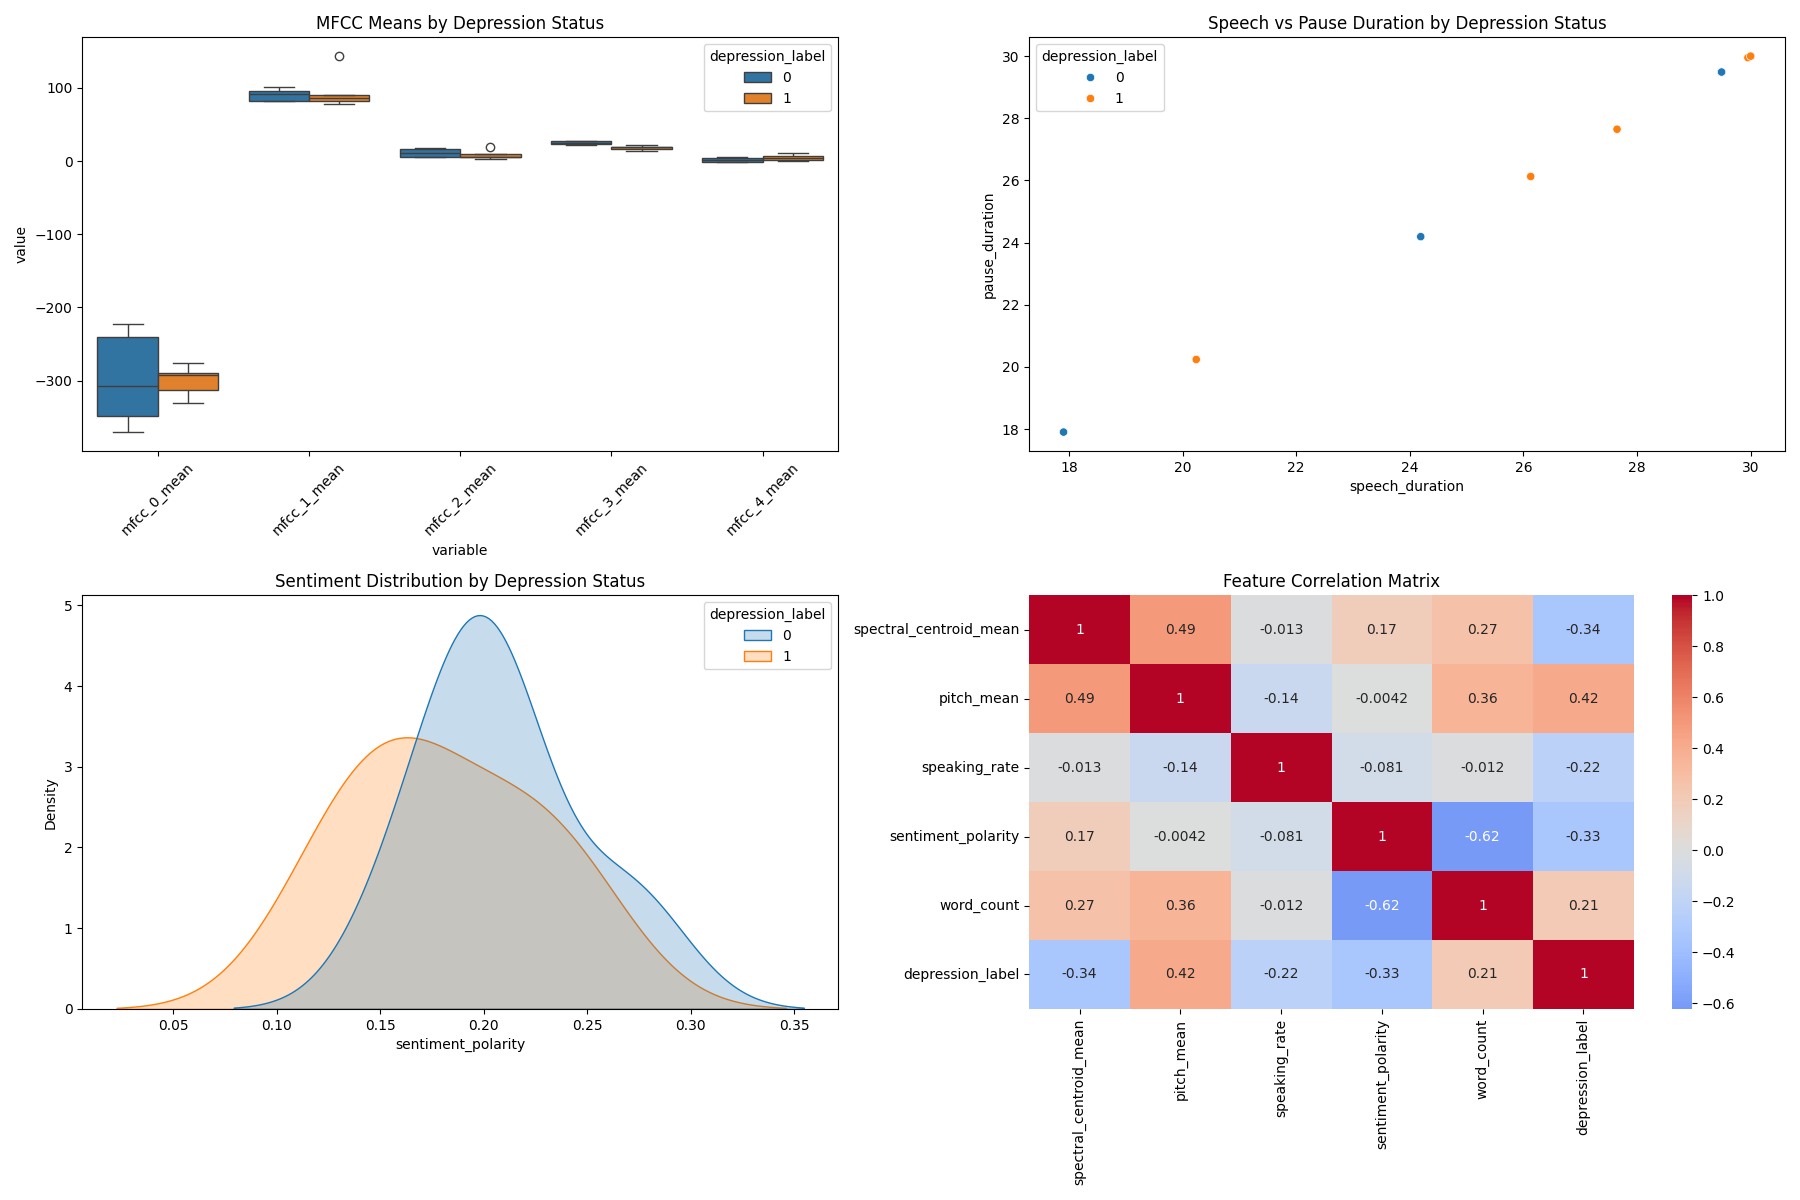 MFCC Means by Depression Status
depression_label
0
1
100
0
−100
−200
−300
value
mfcc_0_mean
mfcc_1_mean
mfcc_2_mean
mfcc_3_mean
mfcc_4_mean
variable
Speech vs Pause Duration by Depression Status
depression_label
0
1
30
28
26
24
22
20
18
pause_duration
18 20 22 24 26 28 30
speech_duration
Sentiment Distribution by Depression Status
depression_label
0
1
5
4
3
2
1
0
Density
0.05 0.10 0.15 0.20 0.25 0.30 0.35
sentiment_polarity
Feature Correlation Matrix
spectral_centroid_mean 1 0.49 -0.013 0.17 0.27 -0.34
pitch_mean 0.49 1 -0.14 -0.0042 0.36 0.42
speaking_rate -0.013 -0.14 1 -0.081 -0.012 -0.22
sentiment_polarity 0.17 -0.0042 -0.081 1 -0.62 -0.33
word_count 0.27 0.36 -0.012 -0.62 1 0.21
depression_label -0.34 0.42 -0.22 -0.33 0.21 1
spectral_centroid_mean
pitch_mean
speaking_rate
sentiment_polarity
word_count
depression_label
1.0
0.8
0.6
0.4
0.2
0.0
−0.2
−0.4
−0.6